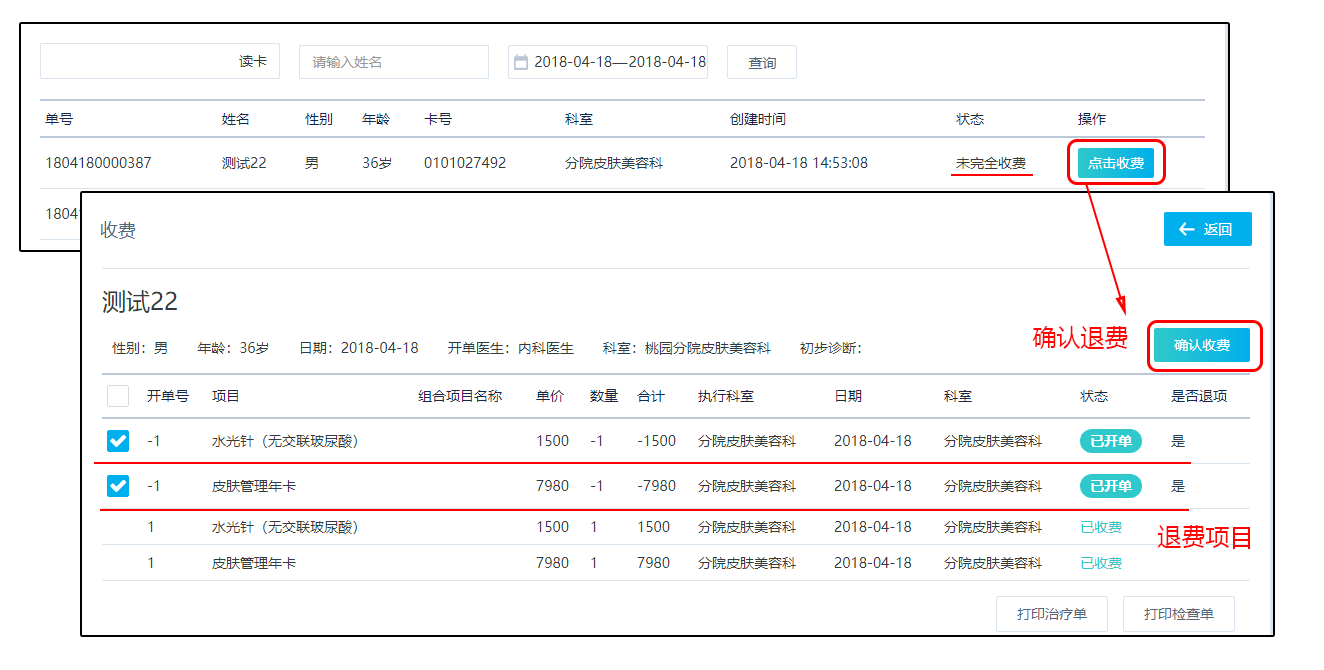 读卡 请输入姓名 2018-04-18—2018-04-18 查询
单号 姓名 性别 年龄 卡号 科室 创建时间 状态 操作
1804180000387 测试22 男 36岁 0101027492 分院皮肤美容科 2018-04-18 14:53:08 未完全收费 点击收费
1804
收费 返回
测试22
确认退费 确认收费
性别：男 年龄：36岁 日期：2018-04-18 开单医生：内科医生 科室：桃园分院皮肤美容科 初步诊断：
开单号 项目 组合项目名称 单价 数量 合计 执行科室 日期 科室 状态 是否退项
-1 水光针（无交联玻尿酸） 1500 -1 -1500 分院皮肤美容科 2018-04-18 分院皮肤美容科 已开单 是
-1 皮肤管理年卡 7980 -1 -7980 分院皮肤美容科 2018-04-18 分院皮肤美容科 已开单 是
1 水光针（无交联玻尿酸） 1500 1 1500 分院皮肤美容科 2018-04-18 分院皮肤美容科 已收费
退费项目
1 皮肤管理年卡 7980 1 7980 分院皮肤美容科 2018-04-18 分院皮肤美容科 已收费
打印治疗单 打印检查单